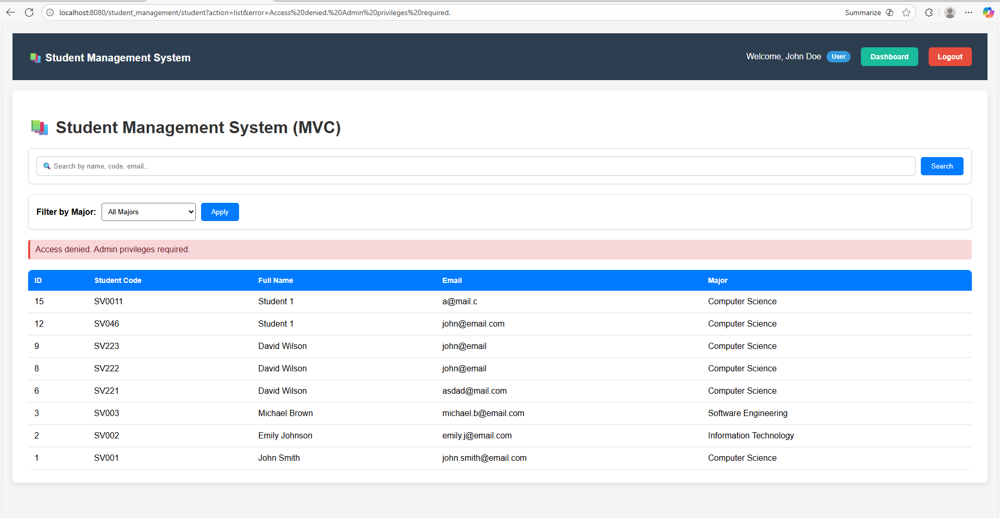 localhost:8080/student_management/student?action=list&error=Access%20denied.%20Admin%20privileges%20required. Summarize
Student Management System Welcome, John Doe User Dashboard Logout
Student Management System (MVC)
Search by name, code, email... Search
Filter by Major: All Majors Apply
Access denied. Admin privileges required.
ID Student Code Full Name Email Major
15 SV0011 Student 1 a@mail.c Computer Science
12 SV046 Student 1 john@email.com Computer Science
9 SV223 David Wilson john@email Computer Science
8 SV222 David Wilson john@email Computer Science
6 SV221 David Wilson asdad@mail.com Computer Science
3 SV003 Michael Brown michael.b@email.com Software Engineering
2 SV002 Emily Johnson emily.j@email.com Information Technology
1 SV001 John Smith john.smith@email.com Computer Science